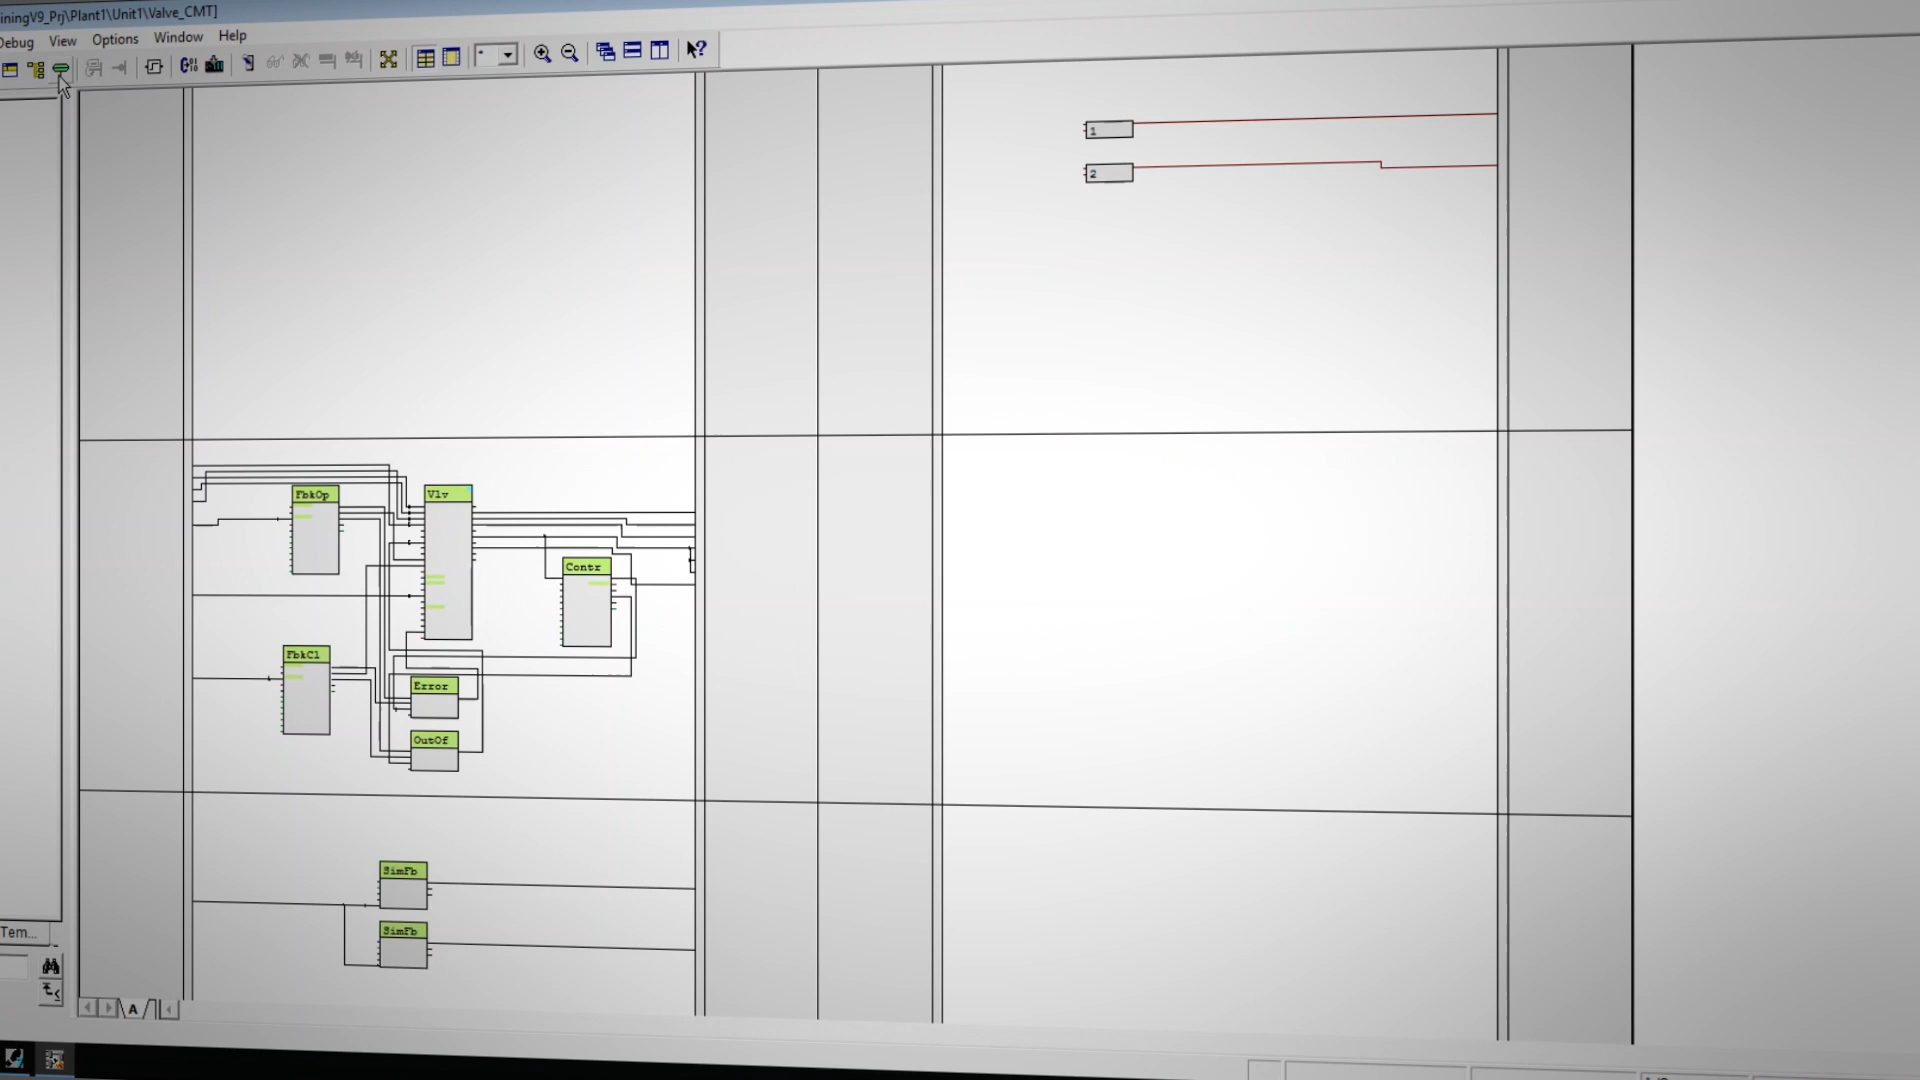 iningV9_Prj\Plant1\Unit1\Valve_CMT]
Debug View Options Window Help
1
2
FbkOp
Vlv
Contr
FbkCl
Error
OutOf
SimFb
SimFb
Tem...
A